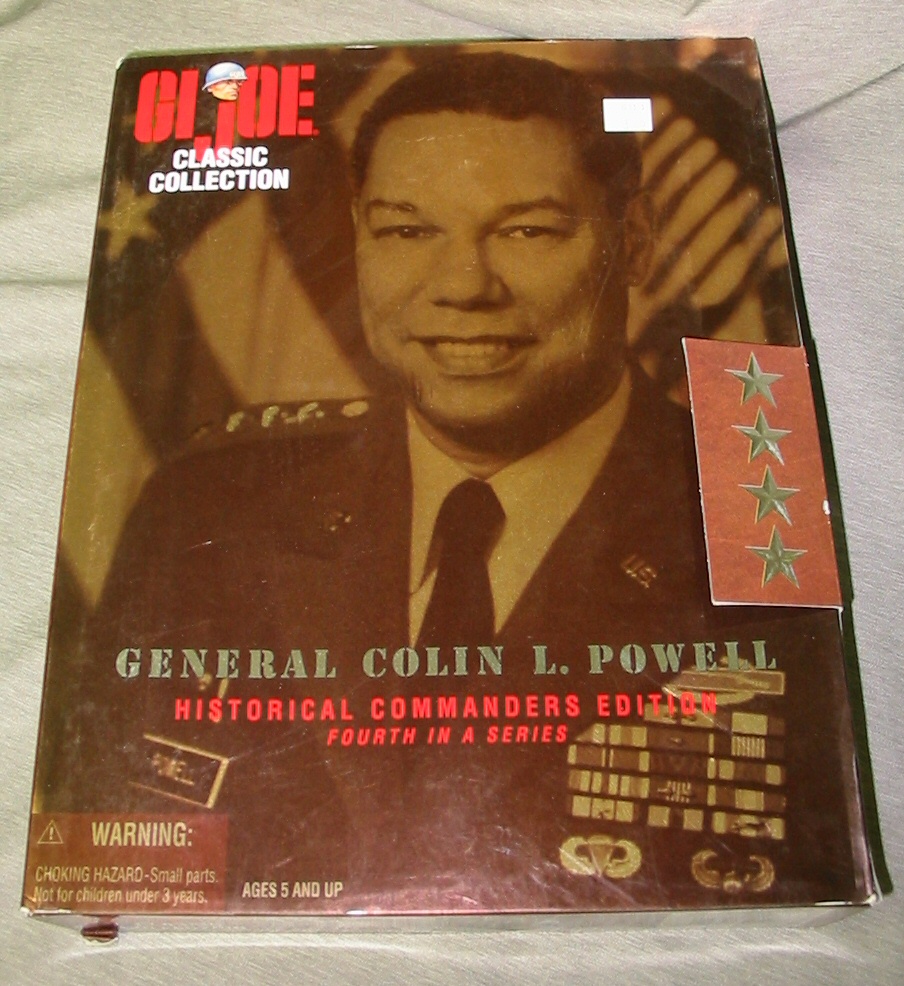 GI JOE
CLASSIC
COLLECTION
U.S.
GENERAL COLIN L. POWELL
HISTORICAL COMMANDERS EDITION
FOURTH IN A SERIES
POWELL
WARNING:
CHOKING HAZARD-Small parts.
Not for children under 3 years.
AGES 5 AND UP